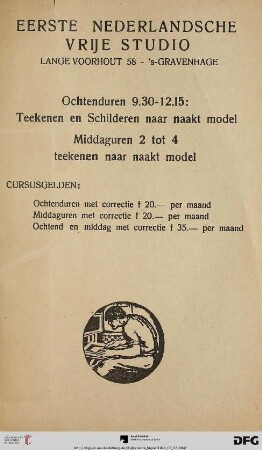 EERSTE NEDERLANDSCHE
VRIJE STUDIO
LANGE VOORHOUT 58 - 's-GRAVENHAGE
Ochtenduren 9.30-12.15:
Teekenen en Schilderen naar naakt model
Middaguren 2 tot 4
teekenen naar naakt model
CURSUSGELDEN:
Ochtenduren met correctie f 20.— per maand
Middaguren met correctie f 20.— per maand
Ochtend en middag met correctie f 35.— per maand
DFG